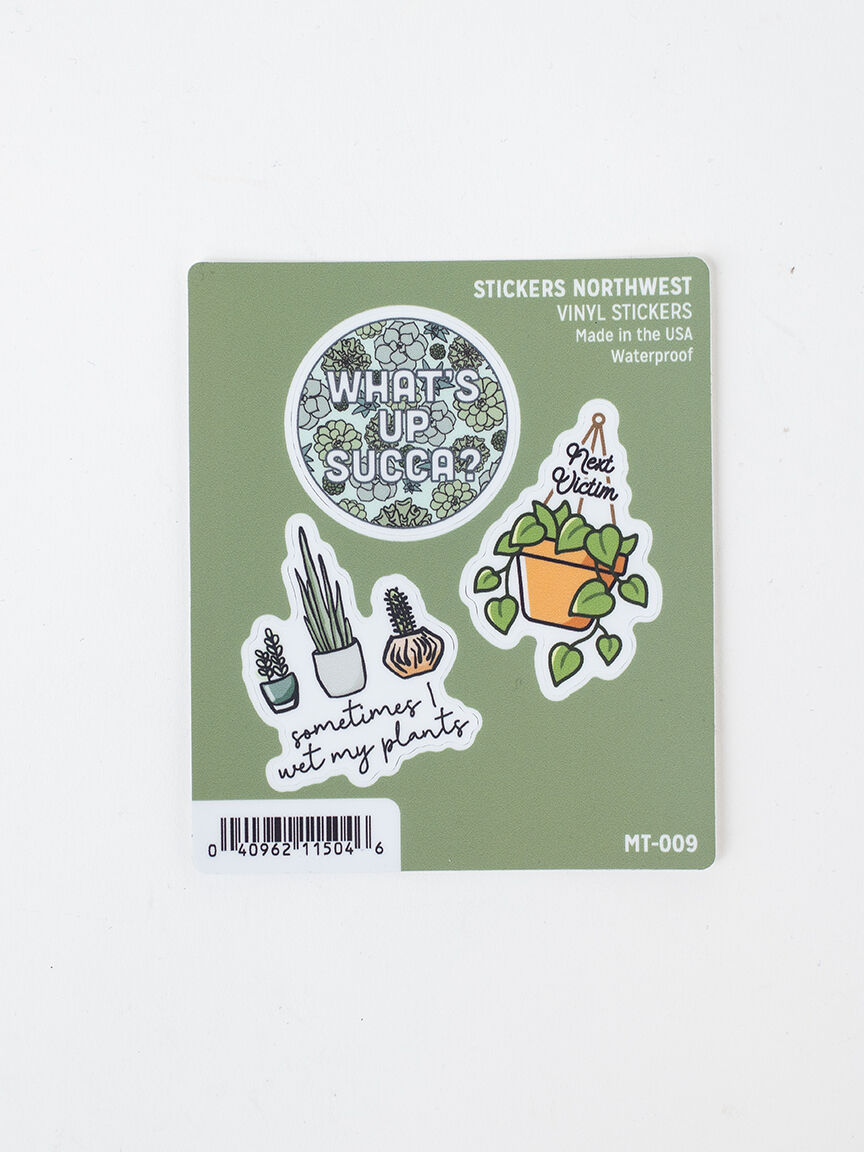 STICKERS NORTHWEST
VINYL STICKERS
Made in the USA
Waterproof
WHAT'S
UP
SUCCA?
Next
Victim
sometimes I
wet my plants
0 40962 11504 6
MT-009